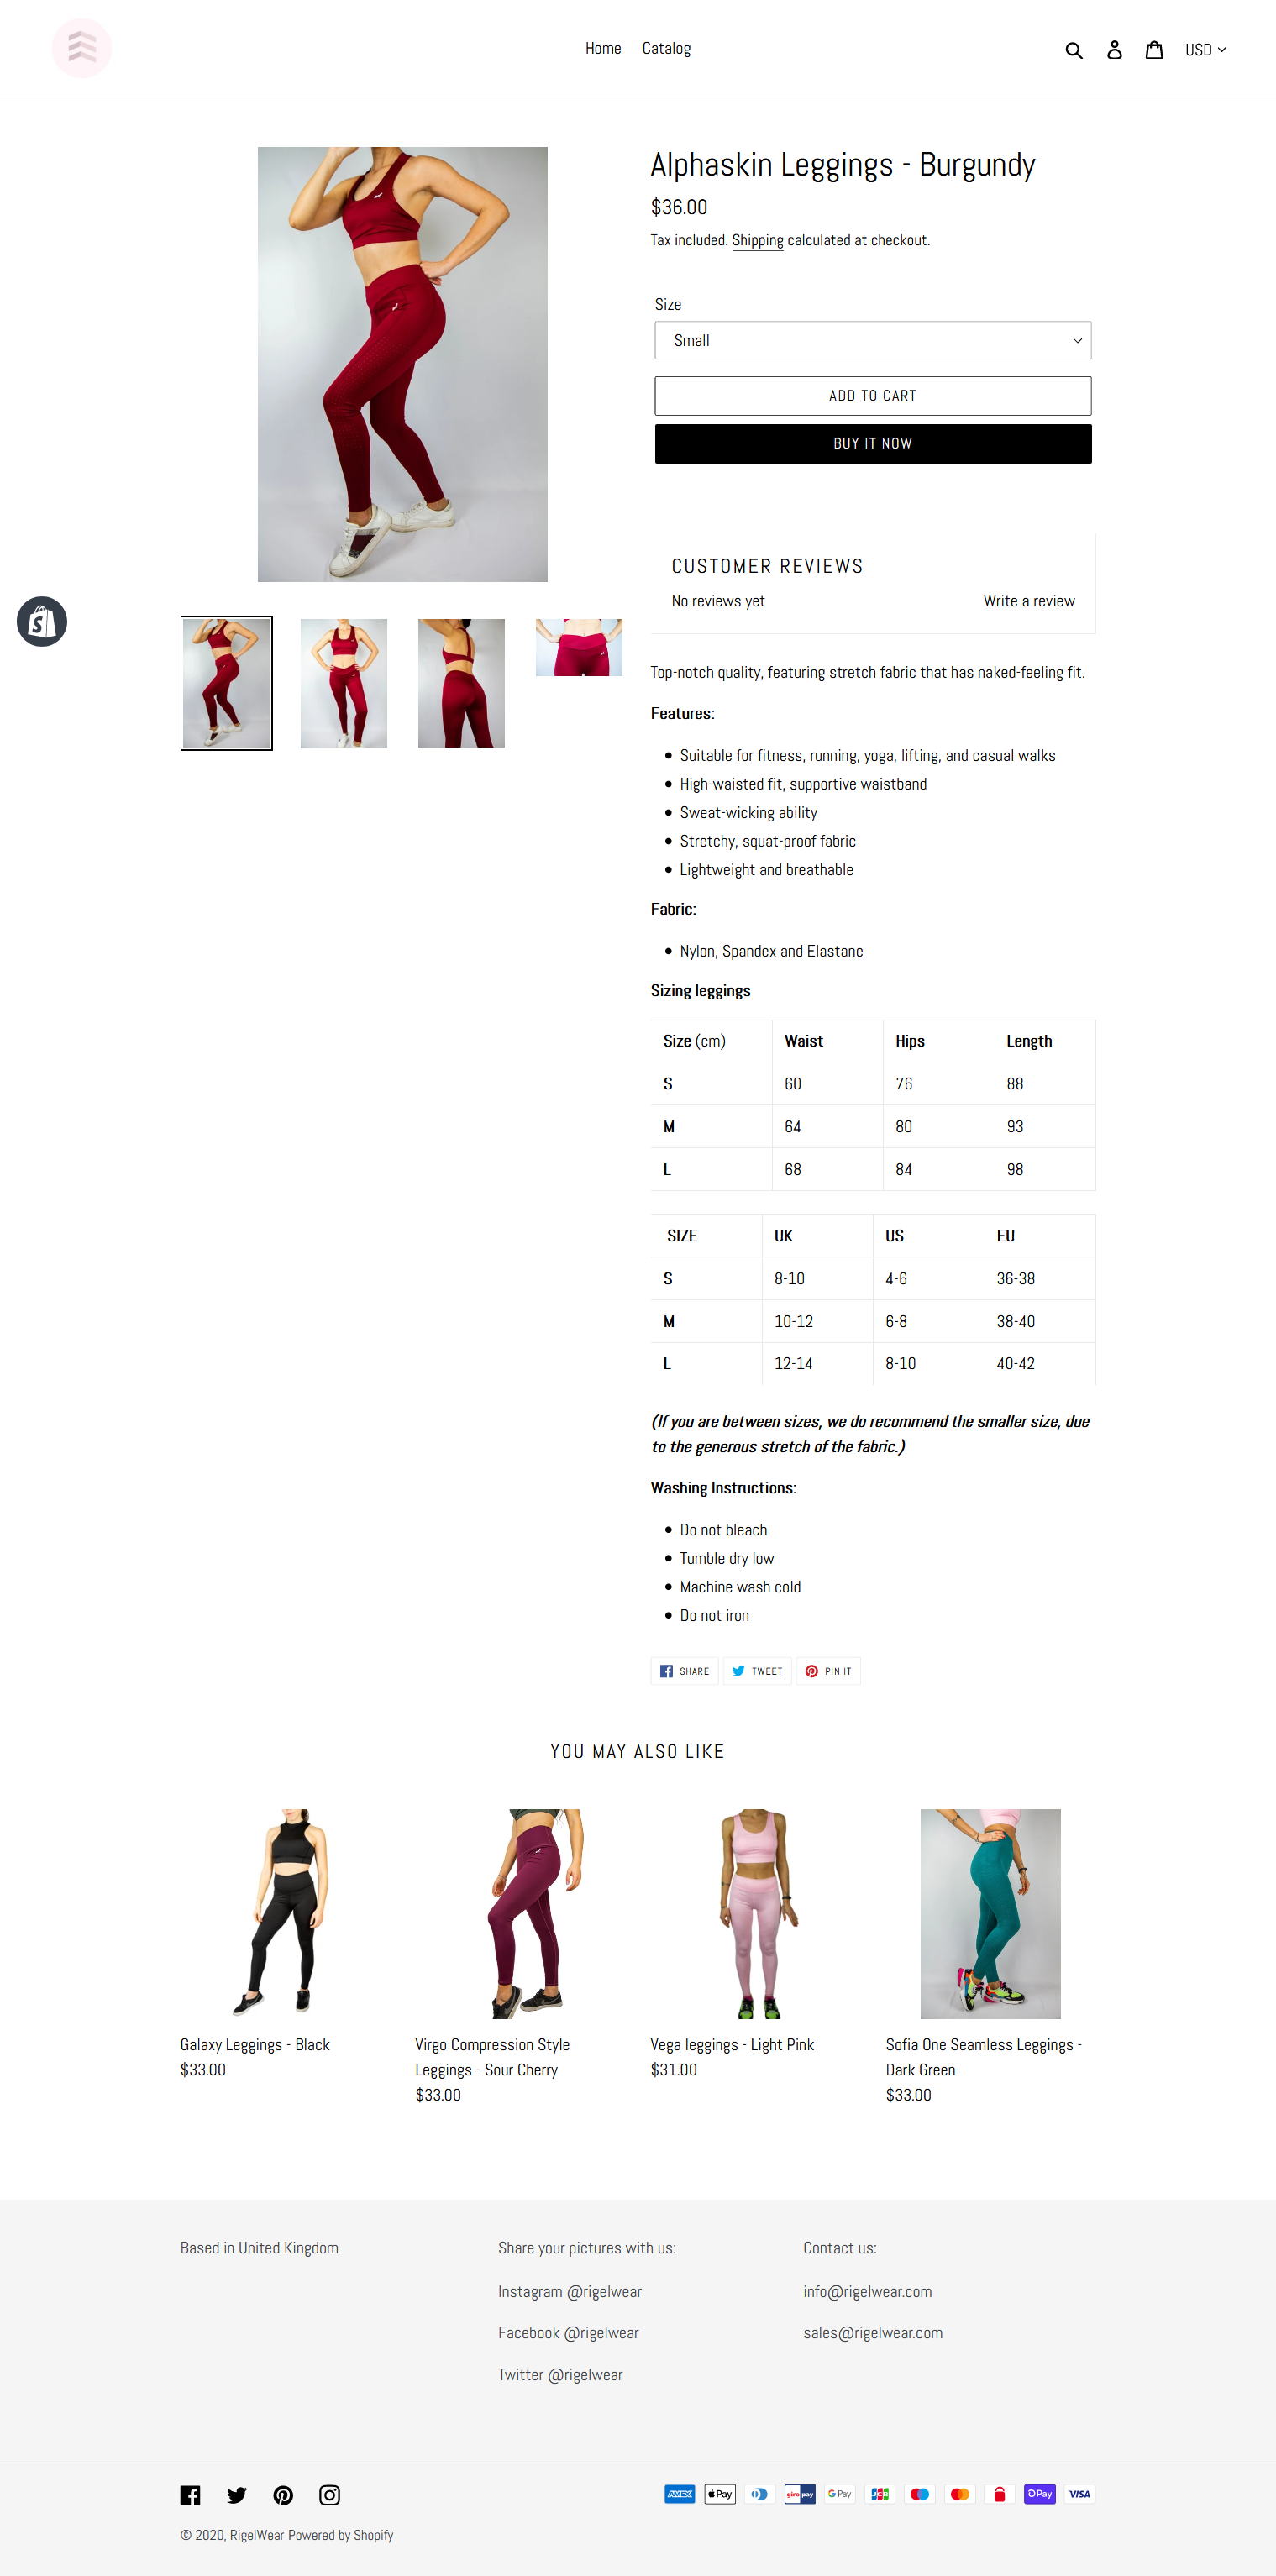 Home Catalog
USD
Alphaskin Leggings - Burgundy
$36.00
Tax included. Shipping calculated at checkout.
Size
Small
ADD TO CART
BUY IT NOW
CUSTOMER REVIEWS
No reviews yet Write a review
Top-notch quality, featuring stretch fabric that has naked-feeling fit.
Features:
Suitable for fitness, running, yoga, lifting, and casual walks
High-waisted fit, supportive waistband
Sweat-wicking ability
Stretchy, squat-proof fabric
Lightweight and breathable
Fabric:
Nylon, Spandex and Elastane
Sizing leggings
Size (cm) Waist Hips Length
S 60 76 88
M 64 80 93
L 68 84 98
SIZE UK US EU
S 8-10 4-6 36-38
M 10-12 6-8 38-40
L 12-14 8-10 40-42
(If you are between sizes, we do recommend the smaller size, due
to the generous stretch of the fabric.)
Washing Instructions:
Do not bleach
Tumble dry low
Machine wash cold
Do not iron
SHARE TWEET PIN IT
YOU MAY ALSO LIKE
Galaxy Leggings - Black
$33.00
Virgo Compression Style
Leggings - Sour Cherry
$33.00
Vega leggings - Light Pink
$31.00
Sofia One Seamless Leggings -
Dark Green
$33.00
Based in United Kingdom
Share your pictures with us:
Instagram @rigelwear
Facebook @rigelwear
Twitter @rigelwear
Contact us:
info@rigelwear.com
sales@rigelwear.com
AMEX Pay giropay G Pay JCB DPay VISA
© 2020, RigelWear Powered by Shopify